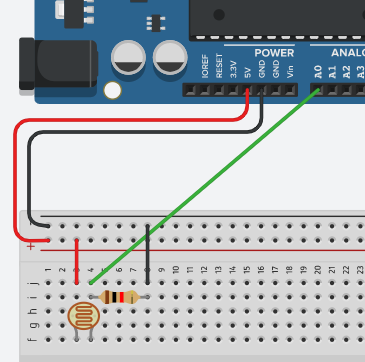 POWER
ANALO
IOREF
RESET
3.3V
5V
GND
GND
Vin
A0
A1
A2
A3
-
+
1 2 3 4 5 6 7 8 9 10 11 12 13 14 15 16 17 18 19 20 21 22 23
j
i
h
g
f